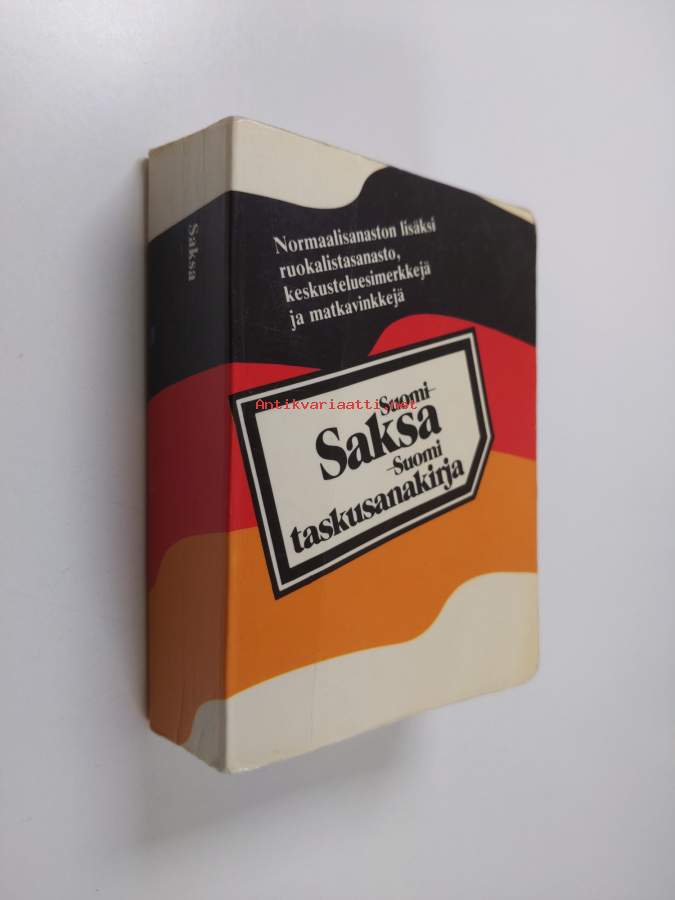 Saksa
Normaalisanaston lisäksi
ruokalistasanasto,
keskusteluesimerkkejä
ja matkavinkkejä
Antikvariaatti.net
Suomi–
Saksa
–Suomi
taskusanakirja